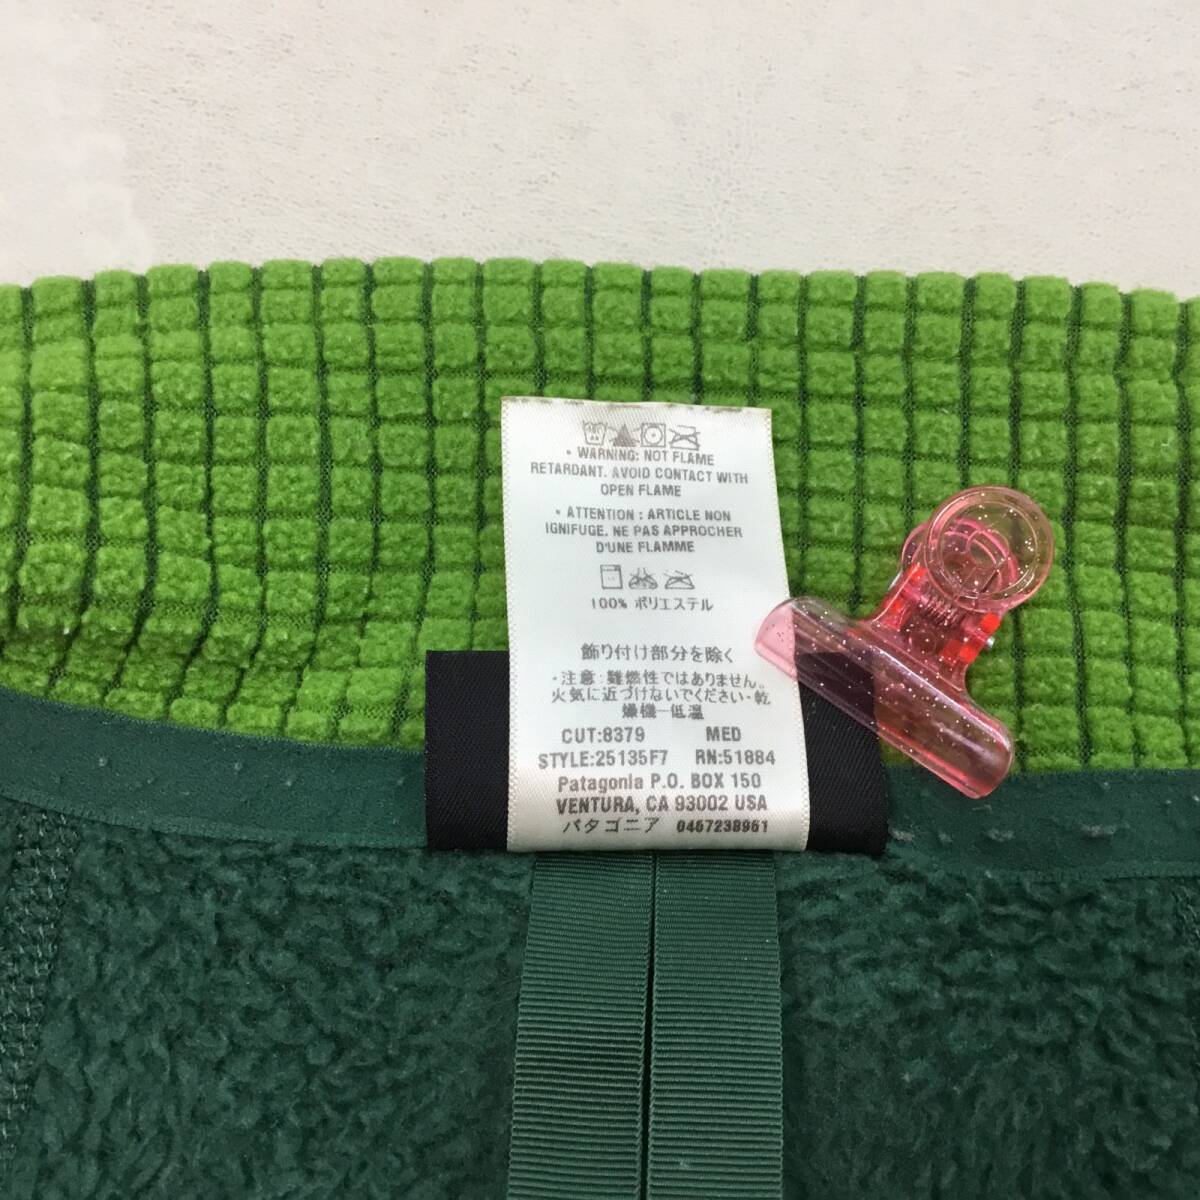 • WARNING: NOT FLAME
RETARDANT. AVOID CONTACT WITH
OPEN FLAME
• ATTENTION : ARTICLE NON
IGNIFUGE, NE PAS APPROCHER
D'UNE FLAMME
100% ポリエステル
飾り付け部分を除く
・注意：難燃性ではありません。
火気に近づけないでください・乾
燥機ー低温
CUT:8379 MED
STYLE:25135F7 RN:51884
Patagonia P.O. BOX 150
VENTURA, CA 93002 USA
パタゴニア 0467238961